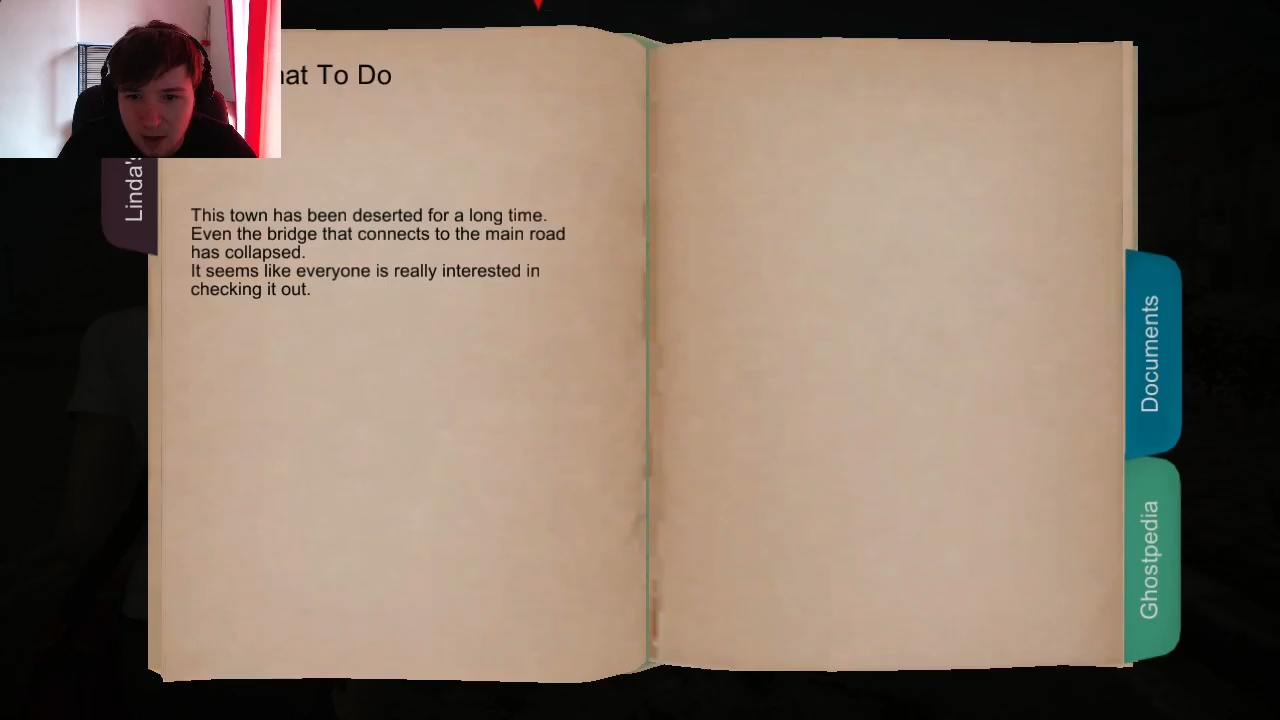 To Do
Linda's
This town has been deserted for a long time.
Even the bridge that connects to the main road
has collapsed.
It seems like everyone is really interested in
checking it out.
Documents
Ghostpedia